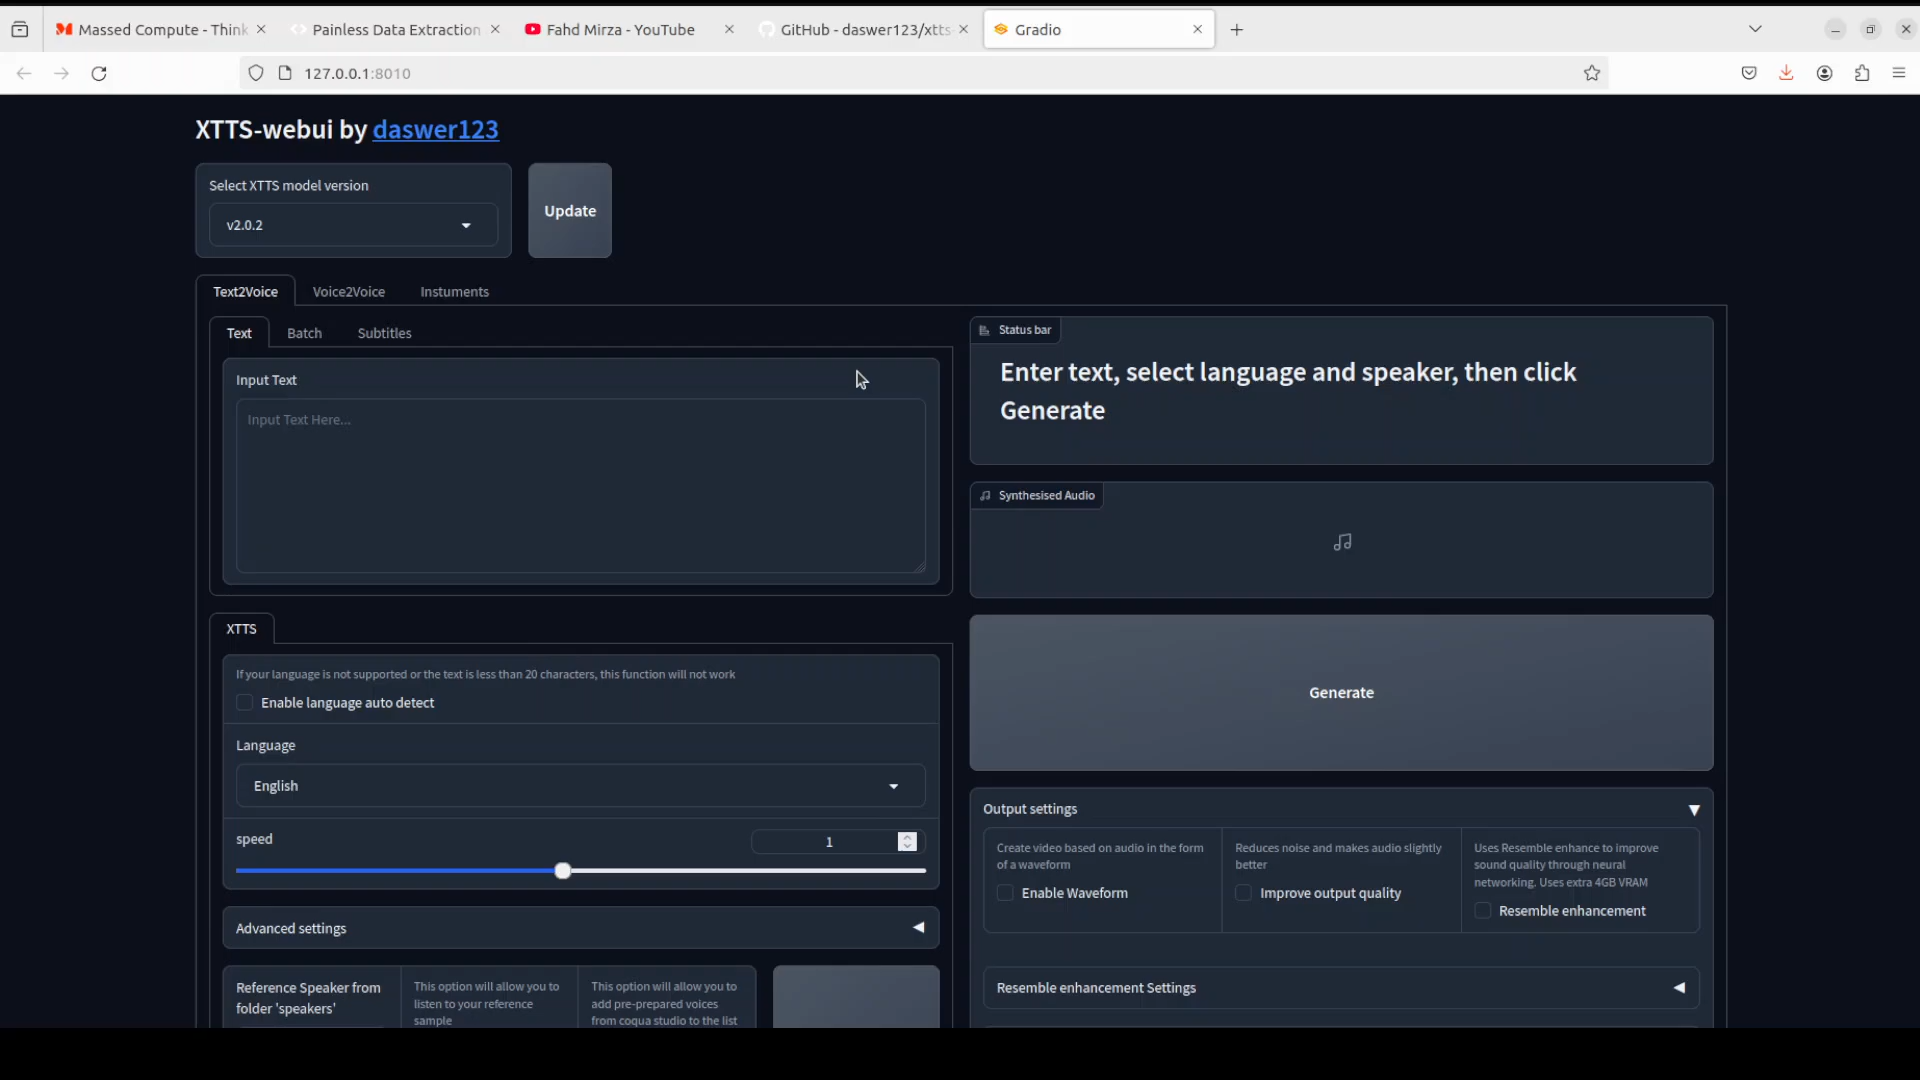 Massed Compute - Think
Painless Data Extraction
Fahd Mirza - YouTube
GitHub - daswer123/xtts-
Gradio
127.0.0.1:8010
XTTS-webui by daswer123
Select XTTS model version
v2.0.2
Update
Text2Voice
Voice2Voice
Instuments
Text
Batch
Subtitles
Input Text
Input Text Here...
Status bar
Enter text, select language and speaker, then click
Generate
Synthesised Audio
XTTS
If your language is not supported or the text is less than 20 characters, this function will not work
Enable language auto detect
Language
English
speed
1
Advanced settings
Reference Speaker from
folder 'speakers'
This option will allow you to
listen to your reference
sample
This option will allow you to
add pre-prepared voices
from coqua studio to the list
Generate
Output settings
Create video based on audio in the form
of a waveform
Enable Waveform
Reduces noise and makes audio slightly
better
Improve output quality
Uses Resemble enhance to improve
sound quality through neural
networking. Uses extra 4GB VRAM
Resemble enhancement
Resemble enhancement Settings